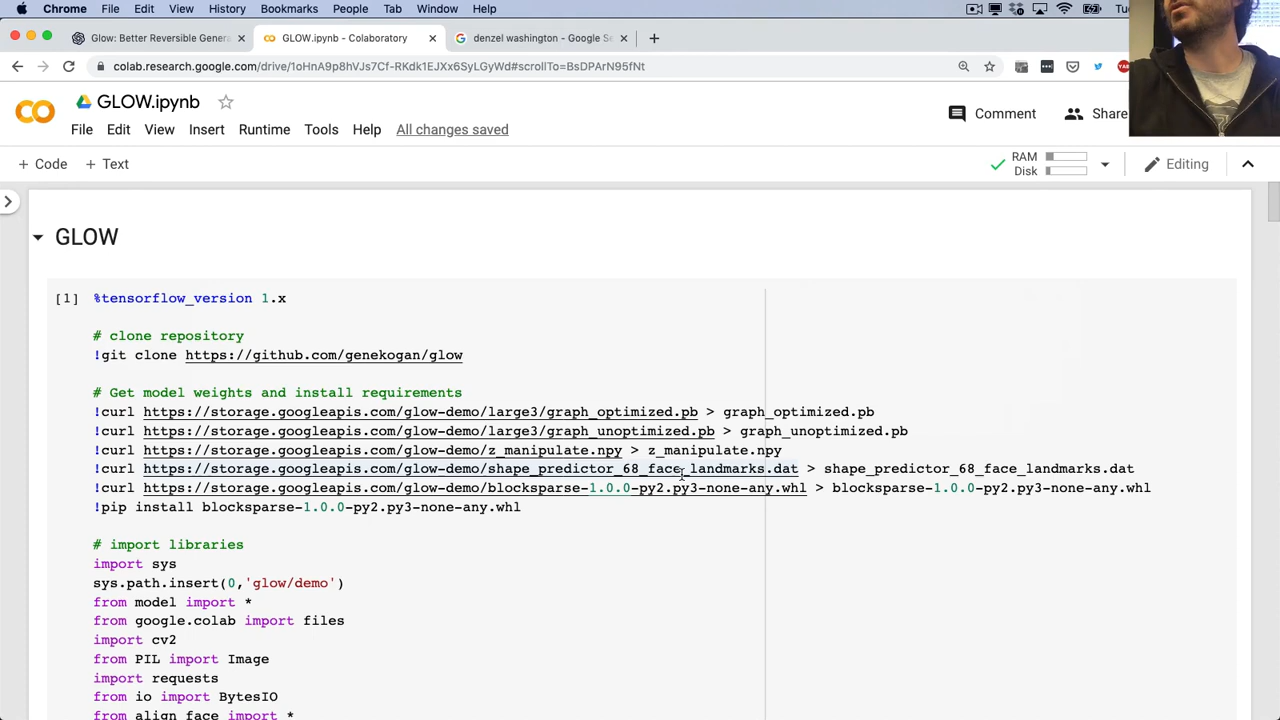 Chrome File Edit View History Bookmarks People Tab Window Help Tu
Glow: Better Reversible Genera
GLOW.ipynb - Colaboratory
denzel washington - Google Se
colab.research.google.com/drive/1oHnA9p8hVJs7Cf-RKdk1EJXx6SyLGyWd#scrollTo=BsDPArN95fNt
GLOW.ipynb
Comment Share
File Edit View Insert Runtime Tools Help All changes saved
+ Code + Text
RAM
Disk
Editing
GLOW
[1] %tensorflow_version 1.x
# clone repository
!git clone https://github.com/genekogan/glow
# Get model weights and install requirements
!curl https://storage.googleapis.com/glow-demo/large3/graph_optimized.pb > graph_optimized.pb
!curl https://storage.googleapis.com/glow-demo/large3/graph_unoptimized.pb > graph_unoptimized.pb
!curl https://storage.googleapis.com/glow-demo/z_manipulate.npy > z_manipulate.npy
!curl https://storage.googleapis.com/glow-demo/shape_predictor_68_face_landmarks.dat > shape_predictor_68_face_landmarks.dat
!curl https://storage.googleapis.com/glow-demo/blocksparse-1.0.0-py2.py3-none-any.whl > blocksparse-1.0.0-py2.py3-none-any.whl
!pip install blocksparse-1.0.0-py2.py3-none-any.whl
# import libraries
import sys
sys.path.insert(0,'glow/demo')
from model import *
from google.colab import files
import cv2
from PIL import Image
import requests
from io import BytesIO
from align_face import *